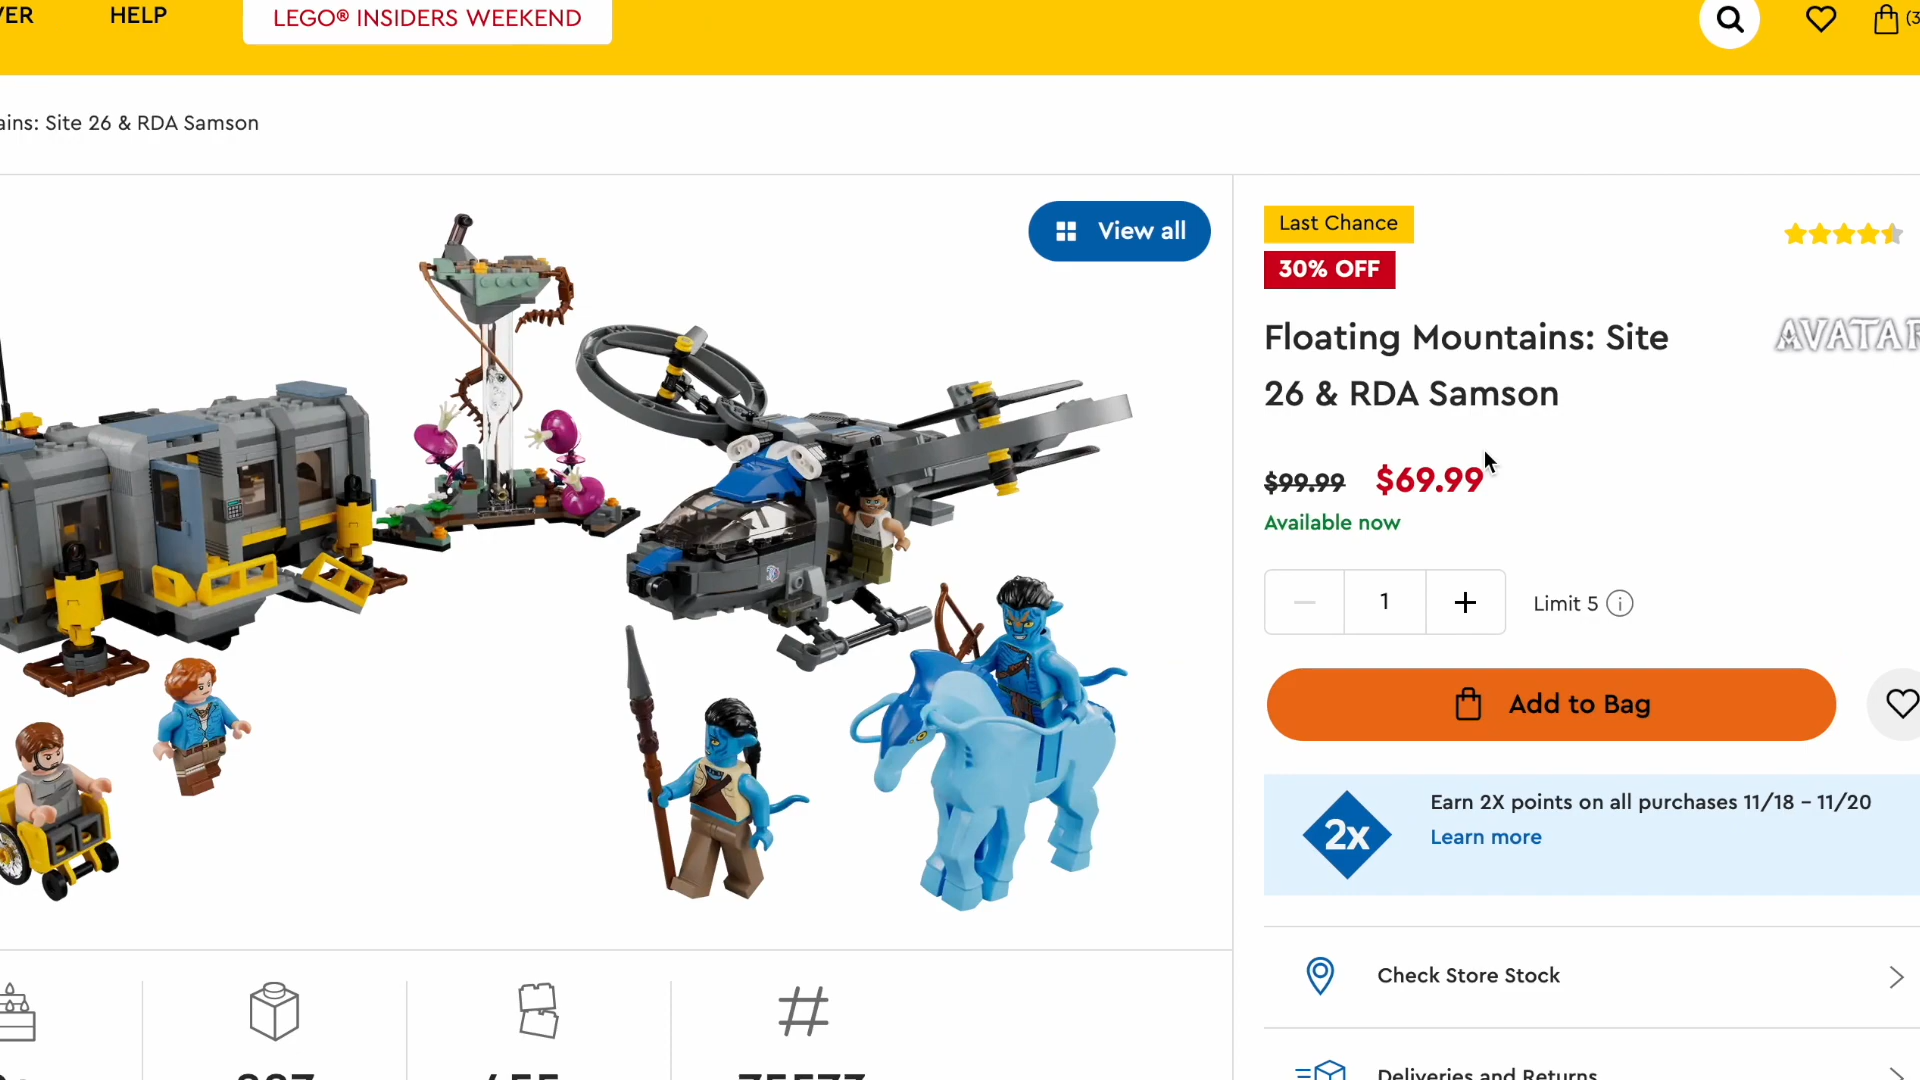 HELP
LEGO® INSIDERS WEEKEND
(3
ains: Site 26 & RDA Samson
View all
Last Chance
30% OFF
Floating Mountains: Site
26 & RDA Samson
AVATAR
$99.99 $69.99
Available now
1
Limit 5
Add to Bag
2x
Earn 2X points on all purchases 11/18 – 11/20
Learn more
Check Store Stock
Deliveries and Returns